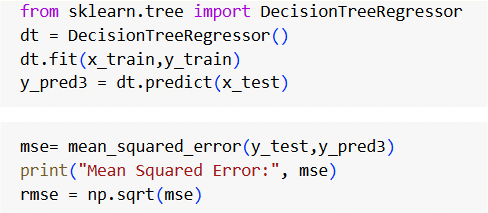 from sklearn.tree import DecisionTreeRegressor
dt = DecisionTreeRegressor()
dt.fit(x_train,y_train)
y_pred3 = dt.predict(x_test)
mse= mean_squared_error(y_test,y_pred3)
print("Mean Squared Error:", mse)
rmse = np.sqrt(mse)